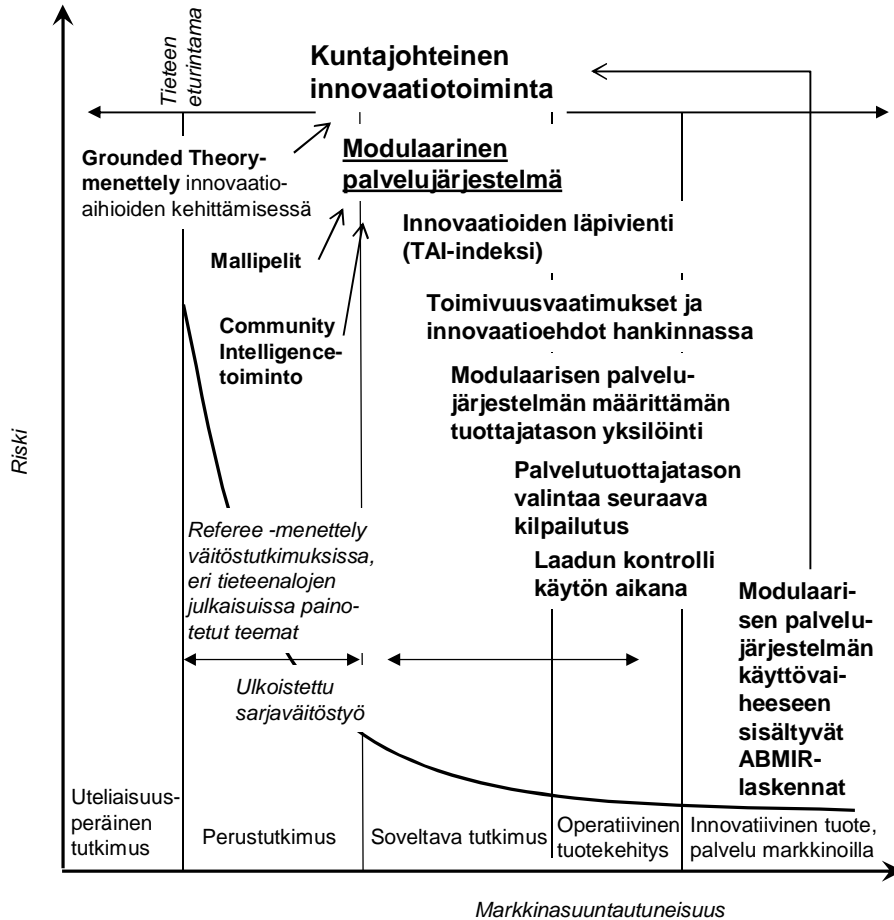 Tieteen
eturintama
Kuntajohteinen
innovaatiotoiminta
Grounded Theory-
menettely innovaatio-
aihioiden kehittämisessä
Modulaarinen
palvelujärjestelmä
Mallipelit
Innovaatioiden läpivienti
(TAI-indeksi)
Community
Intelligence-
toiminto
Toimivuusvaatimukset ja
innovaatioehdot hankinnassa
Modulaarisen palvelu-
järjestelmän määrittämän
tuottajatason yksilöinti
Riski
Palvelutuottajatason
valintaa seuraava
kilpailutus
Referee -menettely
väitöstutkimuksissa,
eri tieteenalojen
julkaisuissa paino-
tetut teemat
Laadun kontrolli
käytön aikana
Modulaari-
sen palvelu-
järjestelmän
käyttövai-
heeseen
sisältyvät
ABMIR-
laskennat
Ulkoistettu
sarjaväitöstyö
Uteliaisuus-
peräinen
tutkimus
Perustutkimus
Soveltava tutkimus
Operatiivinen
tuotekehitys
Innovatiivinen tuote,
palvelu markkinoilla
Markkinasuuntautuneisuus